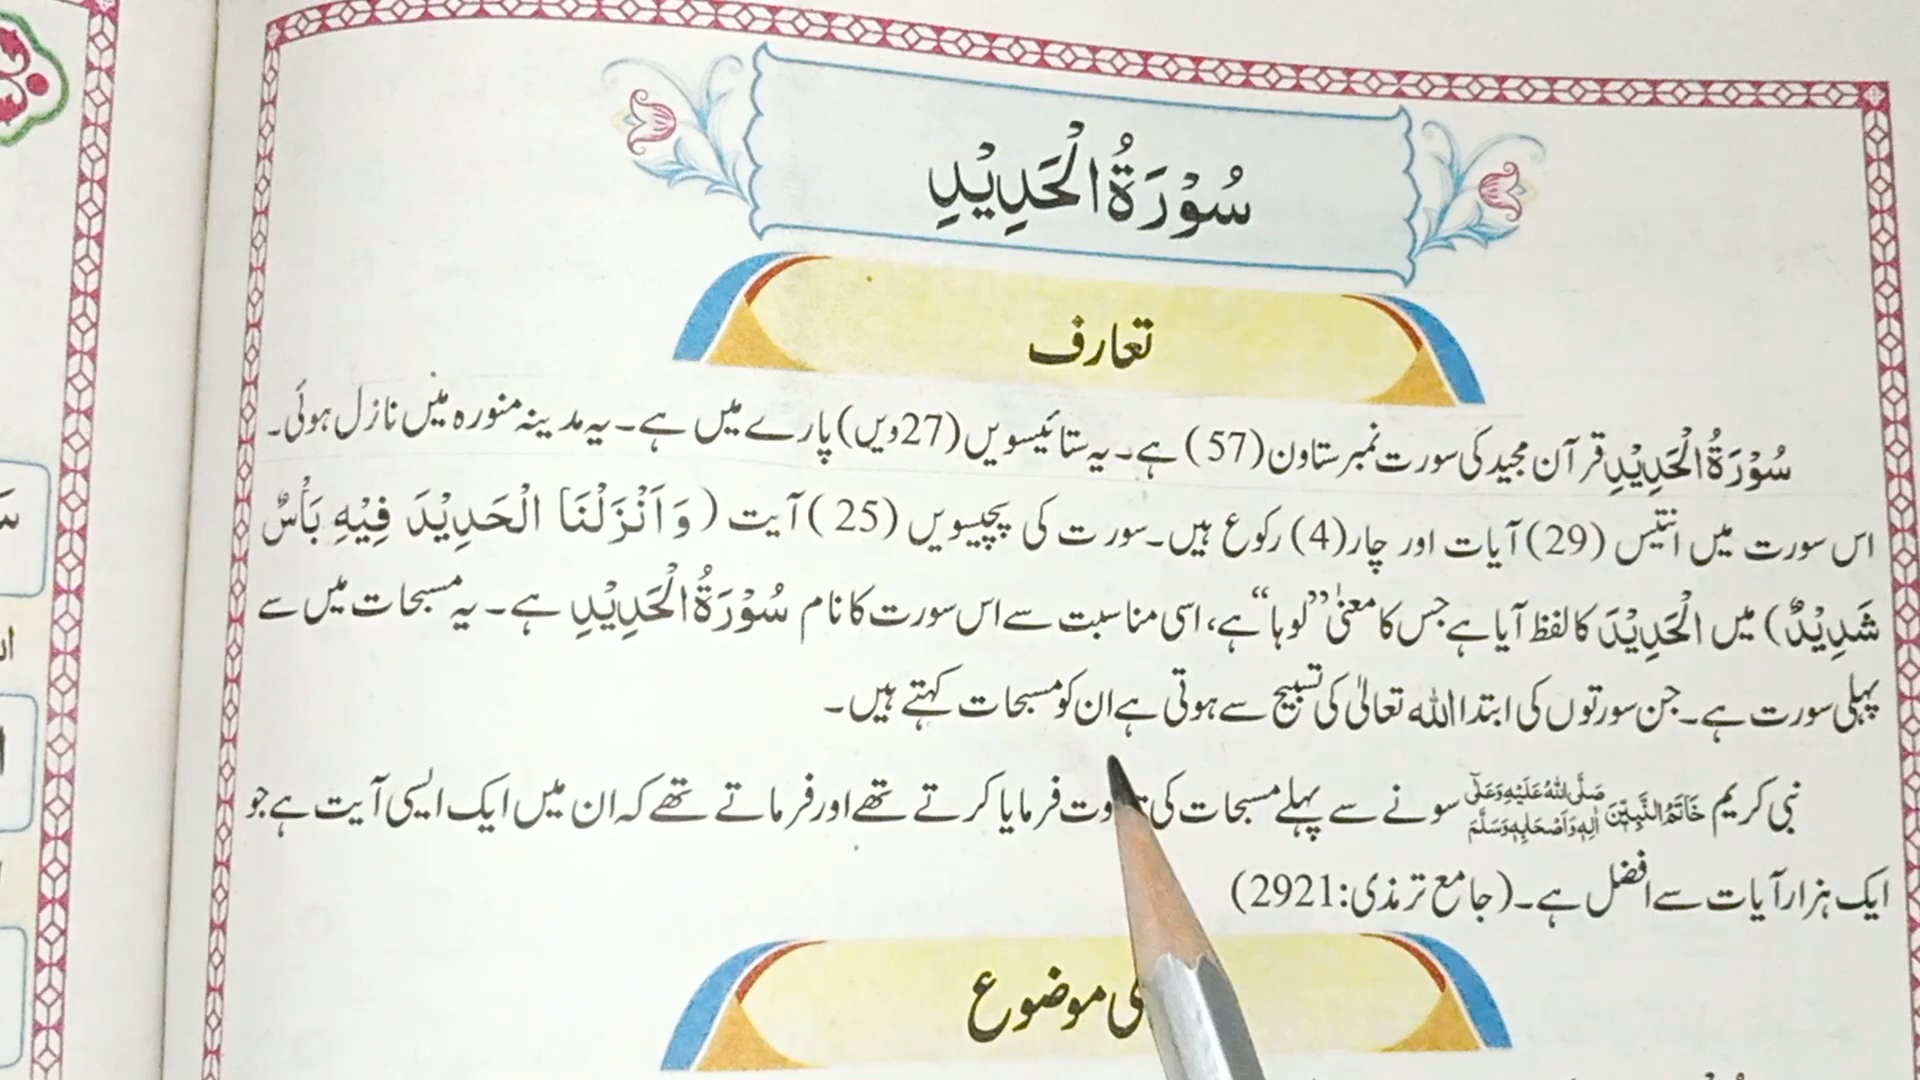 سُوْرَةُ الْحَدِيْدِ
تعارف
سُوْرَةُ الْحَدِيْدِ قرآن مجید کی سورت نمبر ستاون (57) ہے۔ یہ ستائیسویں (27ویں) پارے میں ہے۔ یہ مدینہ منورہ میں نازل ہوئی۔
اس سورت میں انتیس (29) آیات اور چار (4) رکوع ہیں۔ سورت کی پچیسویں (25) آیت (وَاَنْزَلْنَا الْحَدِيْدَ فِيْهِ بَاْسٌ
شَدِيْدٌ) میں الْحَدِيْدَ کا لفظ آیا ہے جس کا معنیٰ ”لوہا“ ہے، اسی مناسبت سے اس سورت کا نام سُوْرَةُ الْحَدِيْدِ ہے۔ یہ مسبحات میں سے
پہلی سورت ہے۔ جن سورتوں کی ابتدا اللہ تعالیٰ کی تسبیح سے ہوتی ہے ان کو مسبحات کہتے ہیں۔
نبی کریم خَاتَمُ النَّبِيّٖنَ صَلَّى اللهُ عَلَيْهِ وَعَلٰٓى اٰلِهٖ وَاَصْحَابِهٖ وَسَلَّمَ سونے سے پہلے مسبحات کی فرمایا کرتے تھے اور فرماتے تھے کہ ان میں ایک ایسی آیت ہے جو
ایک ہزار آیات سے افضل ہے۔ (جامع ترمذی: 2921)
موضوع